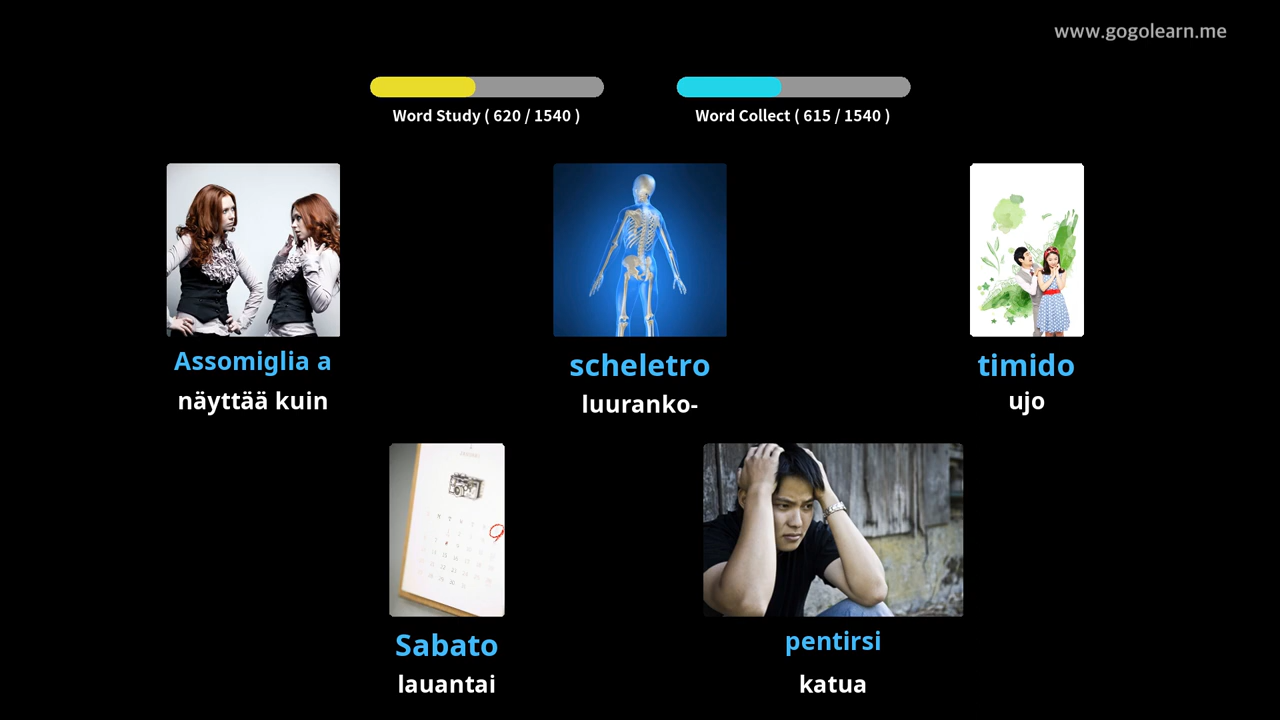 www.gogolearn.me
Word Study ( 620 / 1540 )
Word Collect ( 615 / 1540 )
Assomiglia a
näyttää kuin
scheletro
luuranko-
timido
ujo
Sabato
lauantai
pentirsi
katua